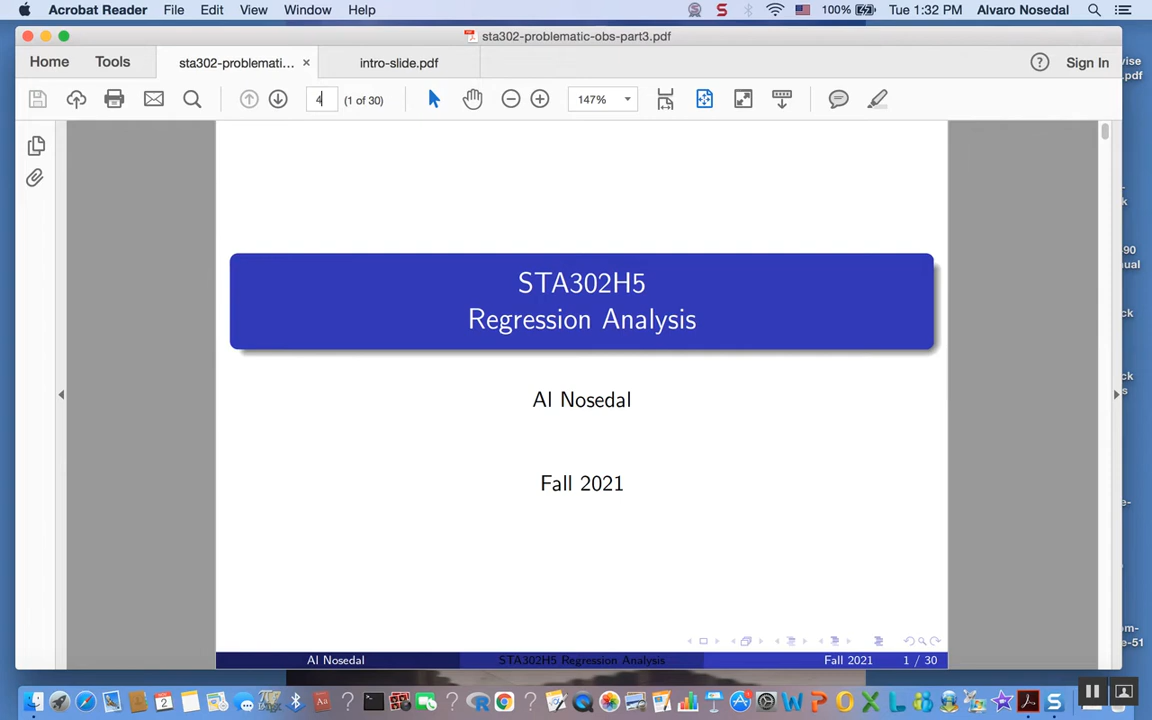 Acrobat Reader File Edit View Window Help 100% Tue 1:32 PM Alvaro Nosedal
sta302-problematic-obs-part3.pdf
Home Tools sta302-problemati... × intro-slide.pdf ? Sign In
4 (1 of 30) 147%
STA302H5
Regression Analysis
Al Nosedal
Fall 2021
Al Nosedal STA302H5 Regression Analysis Fall 2021 1 / 30